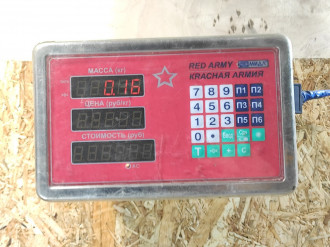 RED ARMY
КРАСНАЯ АРМИЯ
МАССА (кг)
0.16
ЦЕНА (руб/кг)
СТОИМОСТЬ (руб)
7 8 9 П1 П2
4 5 6 П3 П4
1 2 3 П5 П6
0 *
T + C